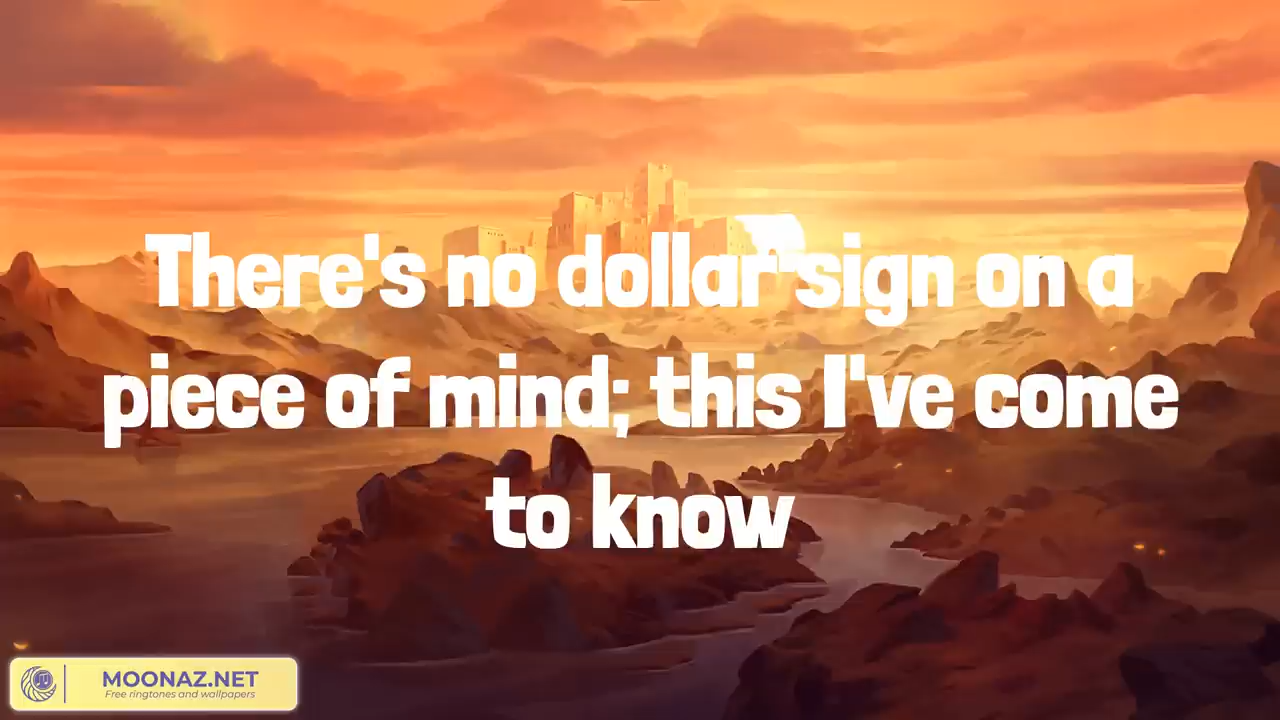 There's no dollar sign on a
piece of mind; this I've come
to know
MOONAZ.NET
Free ringtones and wallpapers